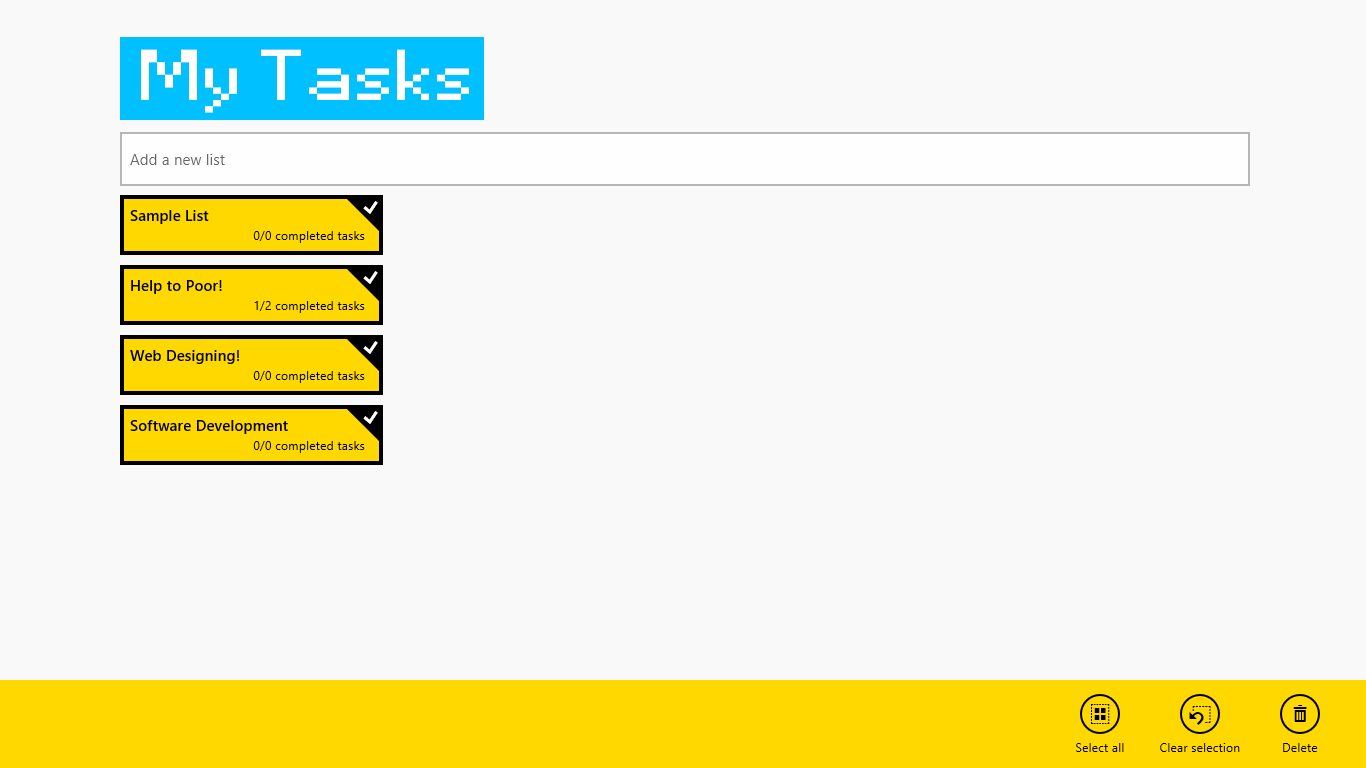 My Tasks
Add a new list
Sample List
0/0 completed tasks
Help to Poor!
1/2 completed tasks
Web Designing!
0/0 completed tasks
Software Development
0/0 completed tasks
Select all
Clear selection
Delete